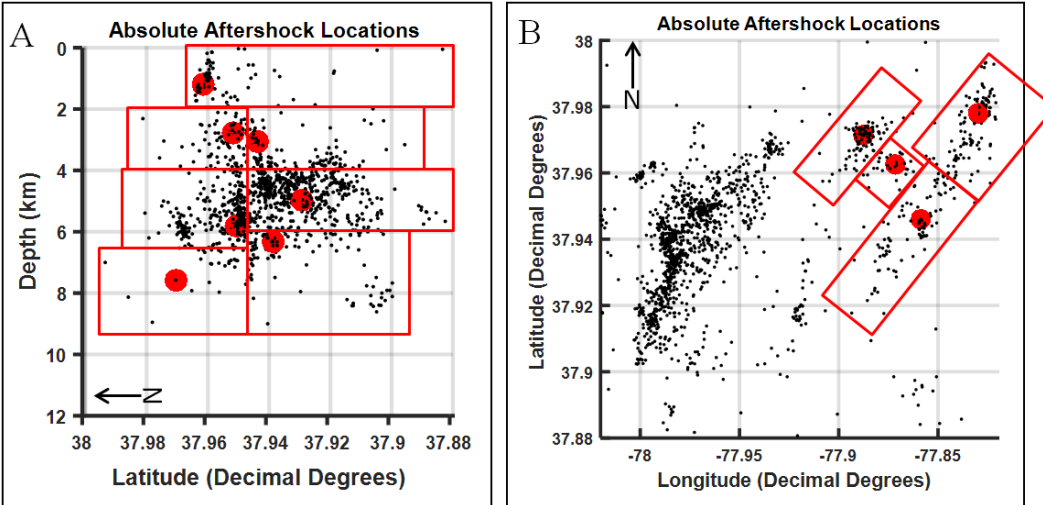 A
Absolute Aftershock Locations
0
2
4
6
8
10
12
Depth (km)
N
38 37.98 37.96 37.94 37.92 37.9 37.88
Latitude (Decimal Degrees)
B
Absolute Aftershock Locations
38
37.98
37.96
37.94
37.92
37.9
37.88
Latitude (Decimal Degrees)
N
-78 -77.95 -77.9 -77.85
Longitude (Decimal Degrees)